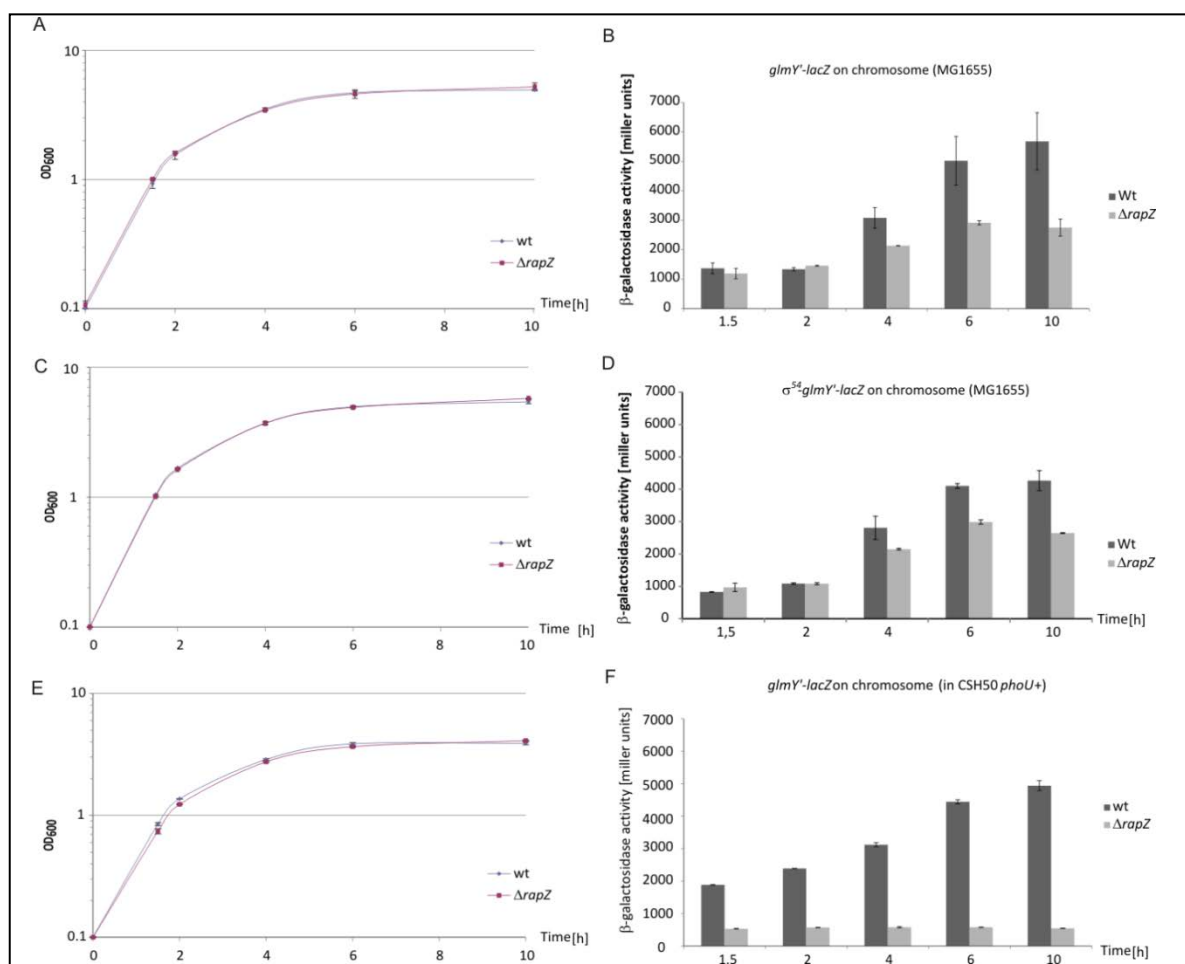 A
10
1
0.1
OD600
wt
ΔrapZ
Time[h]
0 2 4 6 8 10
B
glmY'-lacZ on chromosome (MG1655)
β-galactosidase activity [miller units]
7000
6000
5000
4000
3000
2000
1000
0
Wt
ΔrapZ
1.5 2 4 6 10
C
10
1
0.1
OD600
wt
ΔrapZ
Time [h]
0 2 4 6 8 10
D
σ54-glmY'-lacZ on chromosome (MG1655)
β-galactosidase activity [miller units]
7000
6000
5000
4000
3000
2000
1000
0
Wt
ΔrapZ
Time[h]
1,5 2 4 6 10
E
10
1
0.1
OD600
wt
ΔrapZ
Time[h]
0 2 4 6 8 10
F
glmY'-lacZ on chromosome (in CSH50 phoU+)
β-galactosidase activity [miller units]
7000
6000
5000
4000
3000
2000
1000
0
wt
ΔrapZ
Time[h]
1.5 2 4 6 10